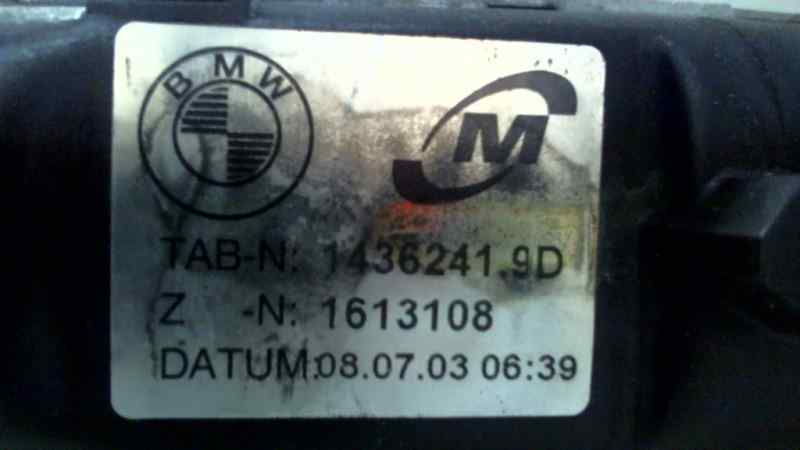 BMW
M
TAB-N: 1436241.9D
Z -N: 1613108
DATUM:08.07.03 06:39